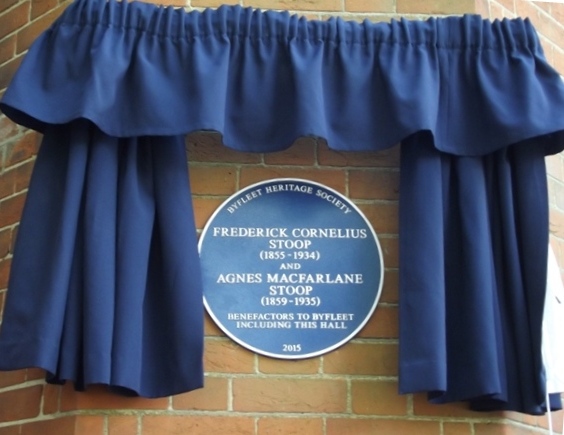 BYFLEET HERITAGE SOCIETY
FREDERICK CORNELIUS
STOOP
(1855-1934)
AND
AGNES MACFARLANE
STOOP
(1859-1935)
BENEFACTORS TO BYFLEET
INCLUDING THIS HALL
2015